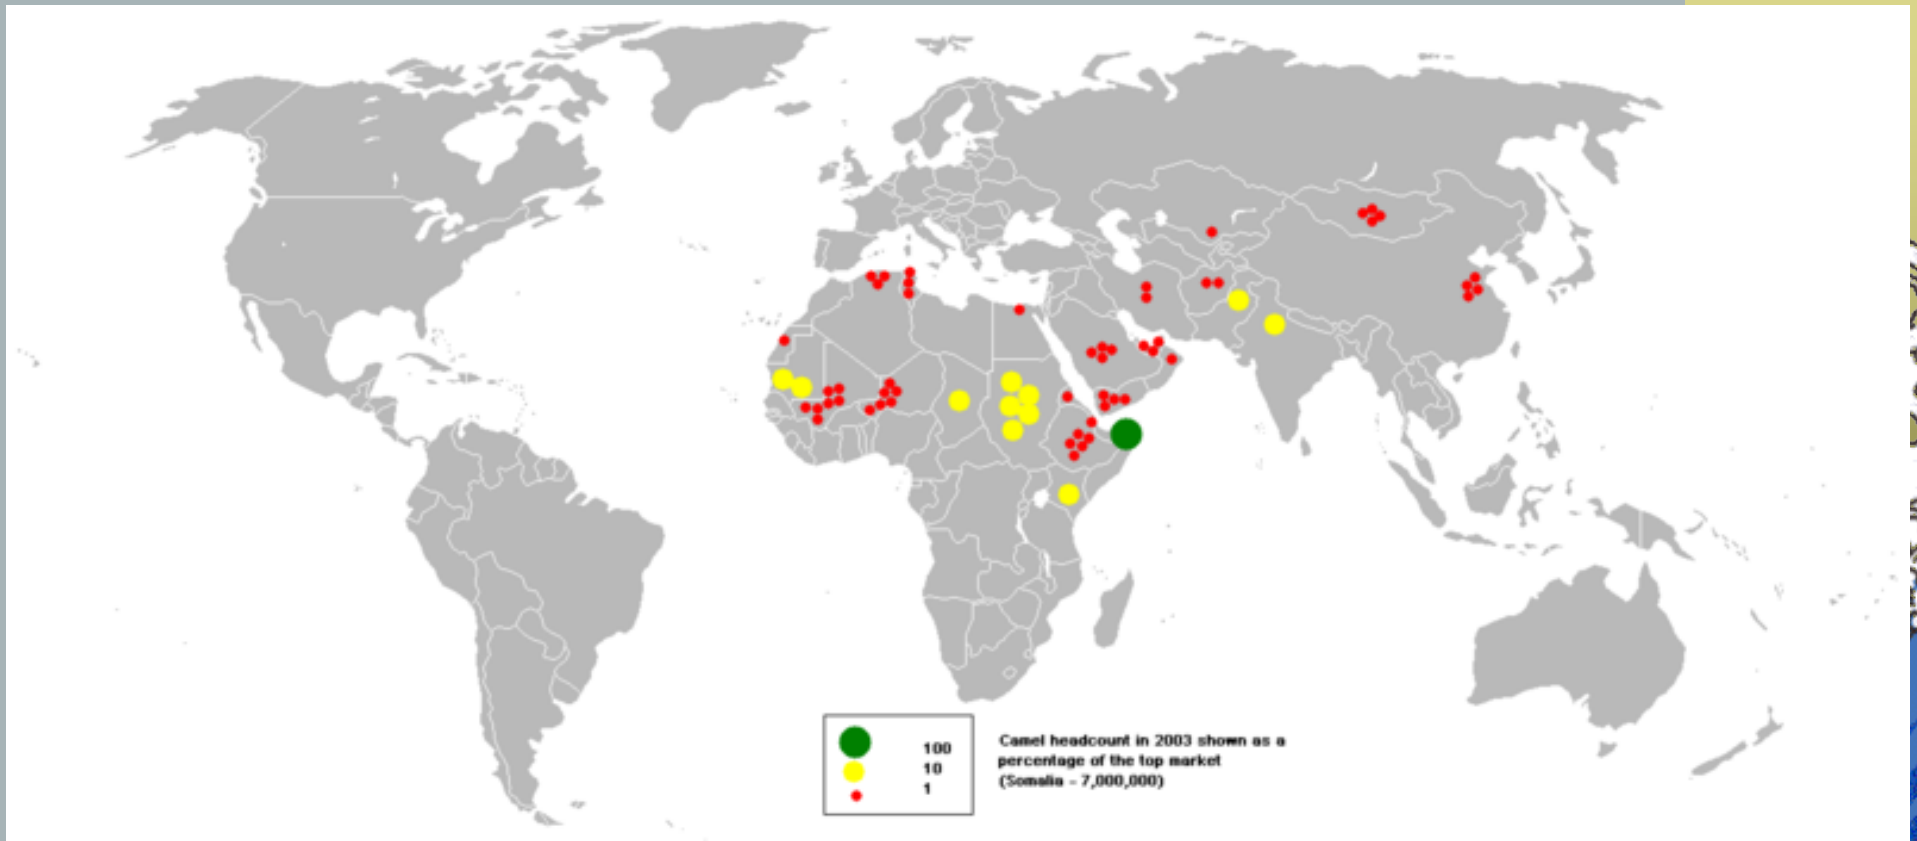 100
10
1
Camel headcount in 2003 shown as a
percentage of the top market
(Somalia - 7,000,000)